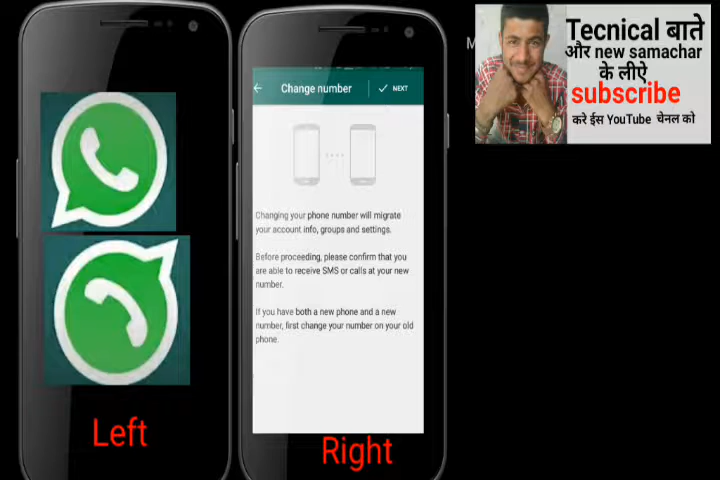 Change number
NEXT
Changing your phone number will migrate
your account info, groups and settings.
Before proceeding, please confirm that you
are able to receive SMS or calls at your new
number.
If you have both a new phone and a new
number, first change your number on your old
phone.
Left
Right
M
Tecnical बाते
और new samachar
के लीऐ
subscribe
करे ईस YouTube चेनल को